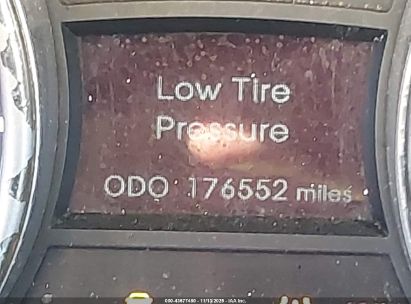 Low Tire
Pressure
ODO 176552 miles